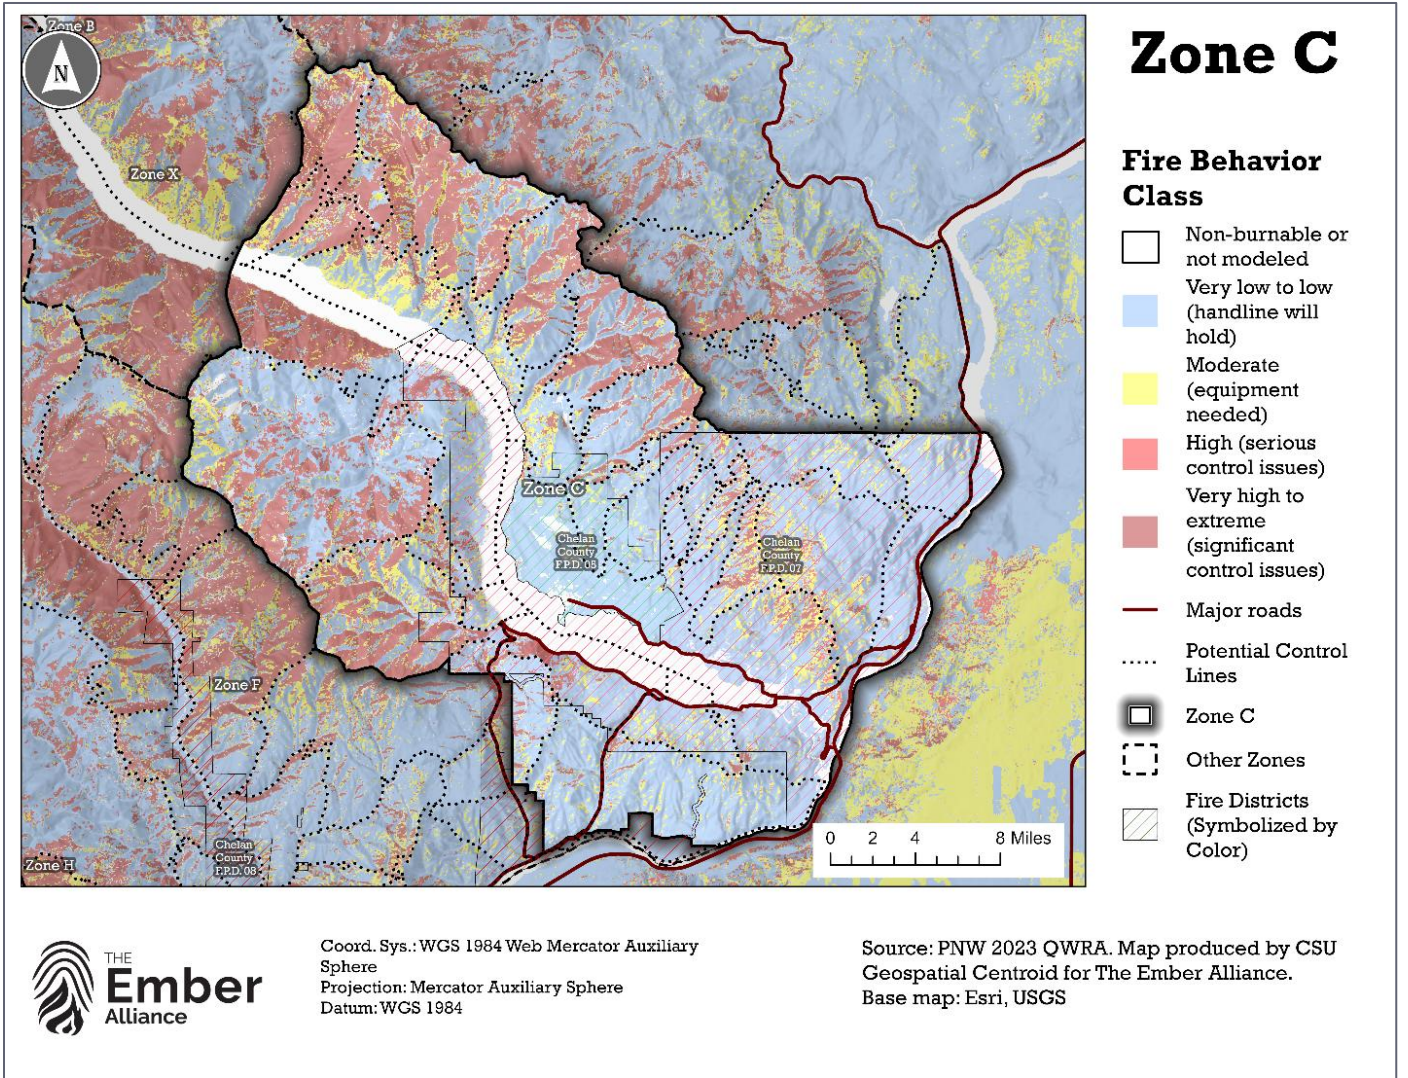 Zone B
N
Zone X
Zone C
Chelan
County
F.P.D. 05
Chelan
County
F.P.D. 07
Zone F
Chelan
County
F.P.D. 08
Zone H
0 2 4 8 Miles
Zone C
Fire Behavior
Class
Non-burnable or
not modeled
Very low to low
(handline will
hold)
Moderate
(equipment
needed)
High (serious
control issues)
Very high to
extreme
(significant
control issues)
Major roads
Potential Control
Lines
Zone C
Other Zones
Fire Districts
(Symbolized by
Color)
THE
Ember
Alliance
Coord. Sys.: WGS 1984 Web Mercator Auxiliary
Sphere
Projection: Mercator Auxiliary Sphere
Datum: WGS 1984
Source: PNW 2023 QWRA. Map produced by CSU
Geospatial Centroid for The Ember Alliance.
Base map: Esri, USGS